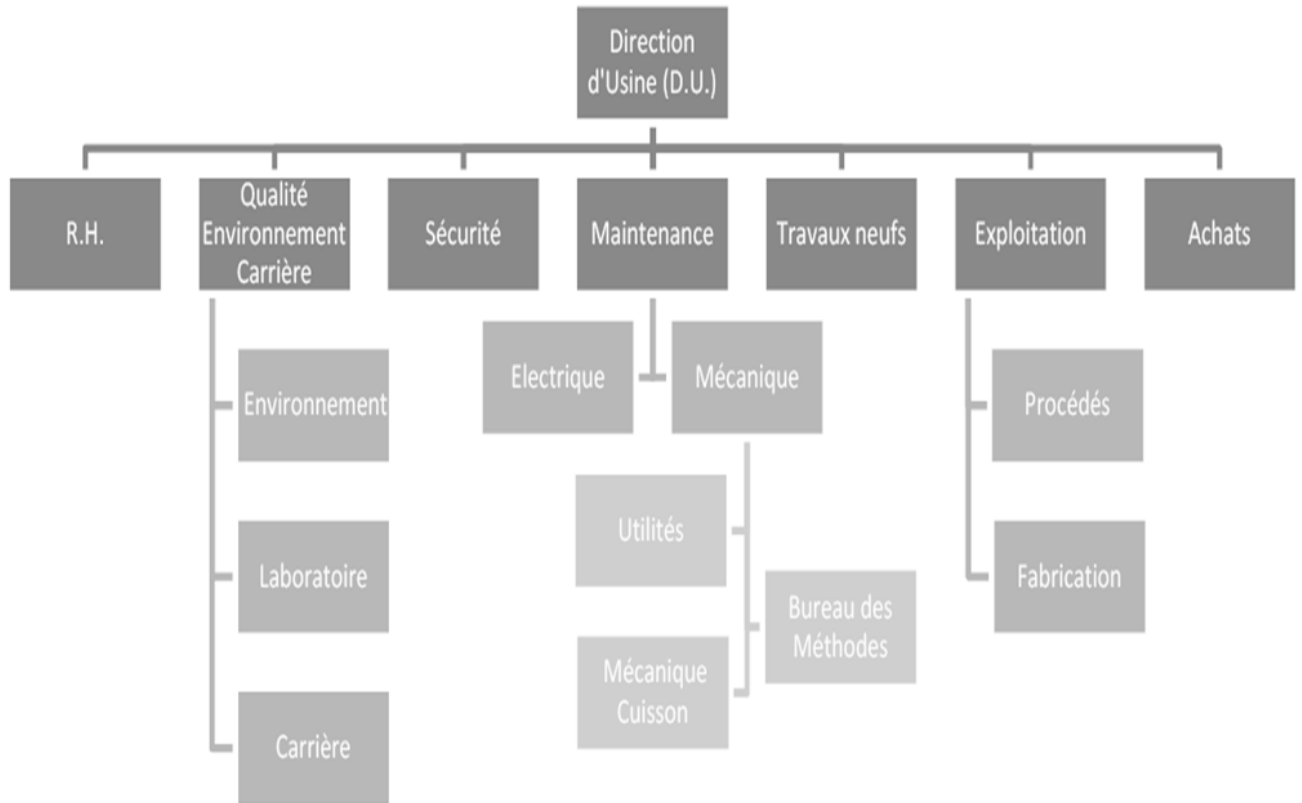 Direction
d'Usine (D.U.)
R.H.
Qualité
Environnement
Carrière
Sécurité
Maintenance
Travaux neufs
Exploitation
Achats
Environnement
Laboratoire
Carrière
Electrique
Mécanique
Utilités
Mécanique
Cuisson
Bureau des
Méthodes
Procédés
Fabrication